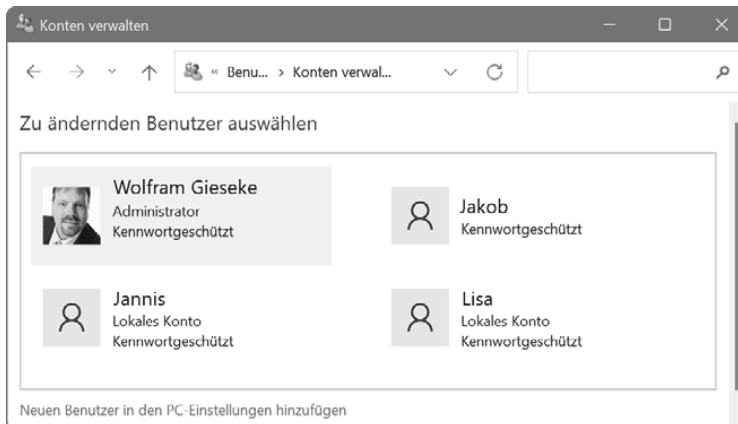 Konten verwalten
« Benu... › Konten verwal...
Zu ändernden Benutzer auswählen
Wolfram Gieseke
Administrator
Kennwortgeschützt
Jakob
Kennwortgeschützt
Jannis
Lokales Konto
Kennwortgeschützt
Lisa
Lokales Konto
Kennwortgeschützt
Neuen Benutzer in den PC-Einstellungen hinzufügen